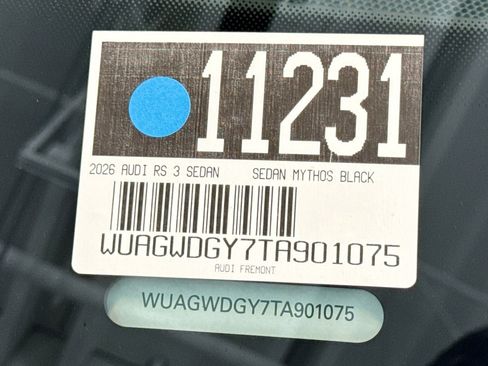 11231
2026 AUDI RS 3 SEDAN SEDAN MYTHOS BLACK
WUAGWDGY7TA901075
AUDI FREMONT
WUAGWDGY7TA901075